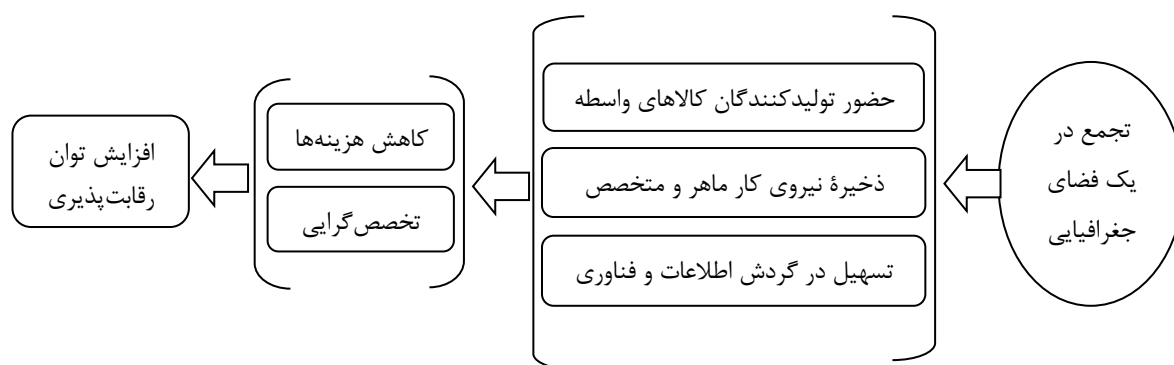 تجمع در
یک فضای
جغرافیایی
حضور تولیدکنندگان کالاهای واسطه
ذخیرۀ نیروی کار ماهر و متخصص
تسهیل در گردش اطلاعات و فناوری
کاهش هزینه‌ها
تخصص‌گرایی
افزایش توان
رقابت‌پذیری